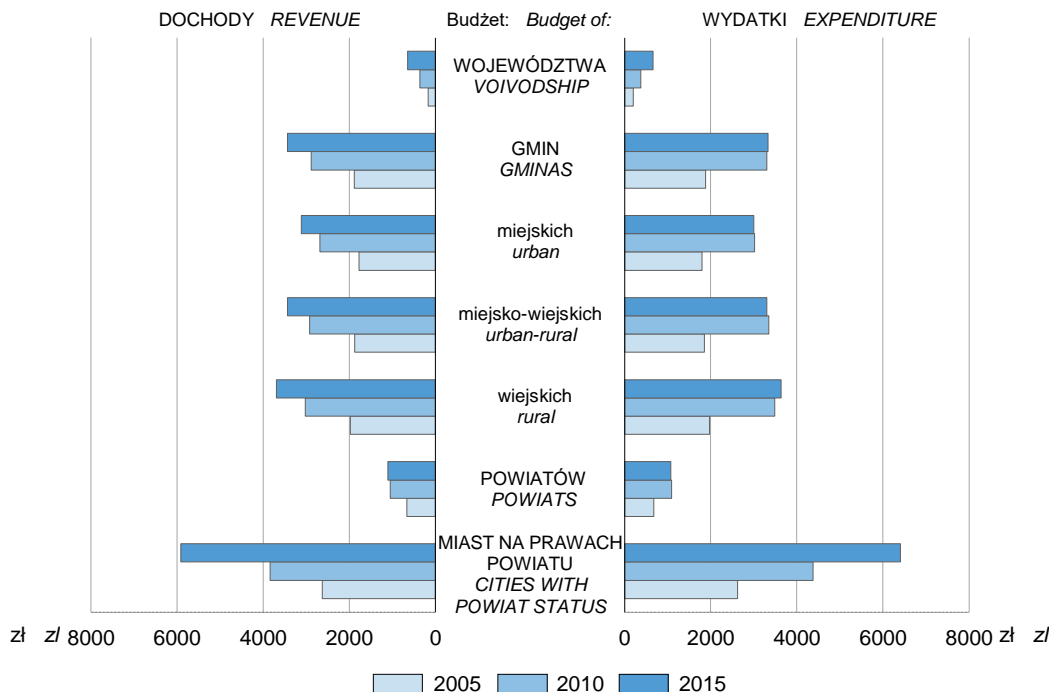 DOCHODY REVENUE Budżet: Budget of: WYDATKI EXPENDITURE
WOJEWÓDZTWA
VOIVODSHIP
GMIN
GMINAS
miejskich
urban
miejsko-wiejskich
urban-rural
wiejskich
rural
POWIATÓW
POWIATS
MIAST NA PRAWACH
POWIATU
CITIES WITH
POWIAT STATUS
zł zl 8000 6000 4000 2000 0 0 2000 4000 6000 8000 zł zl
2005 2010 2015